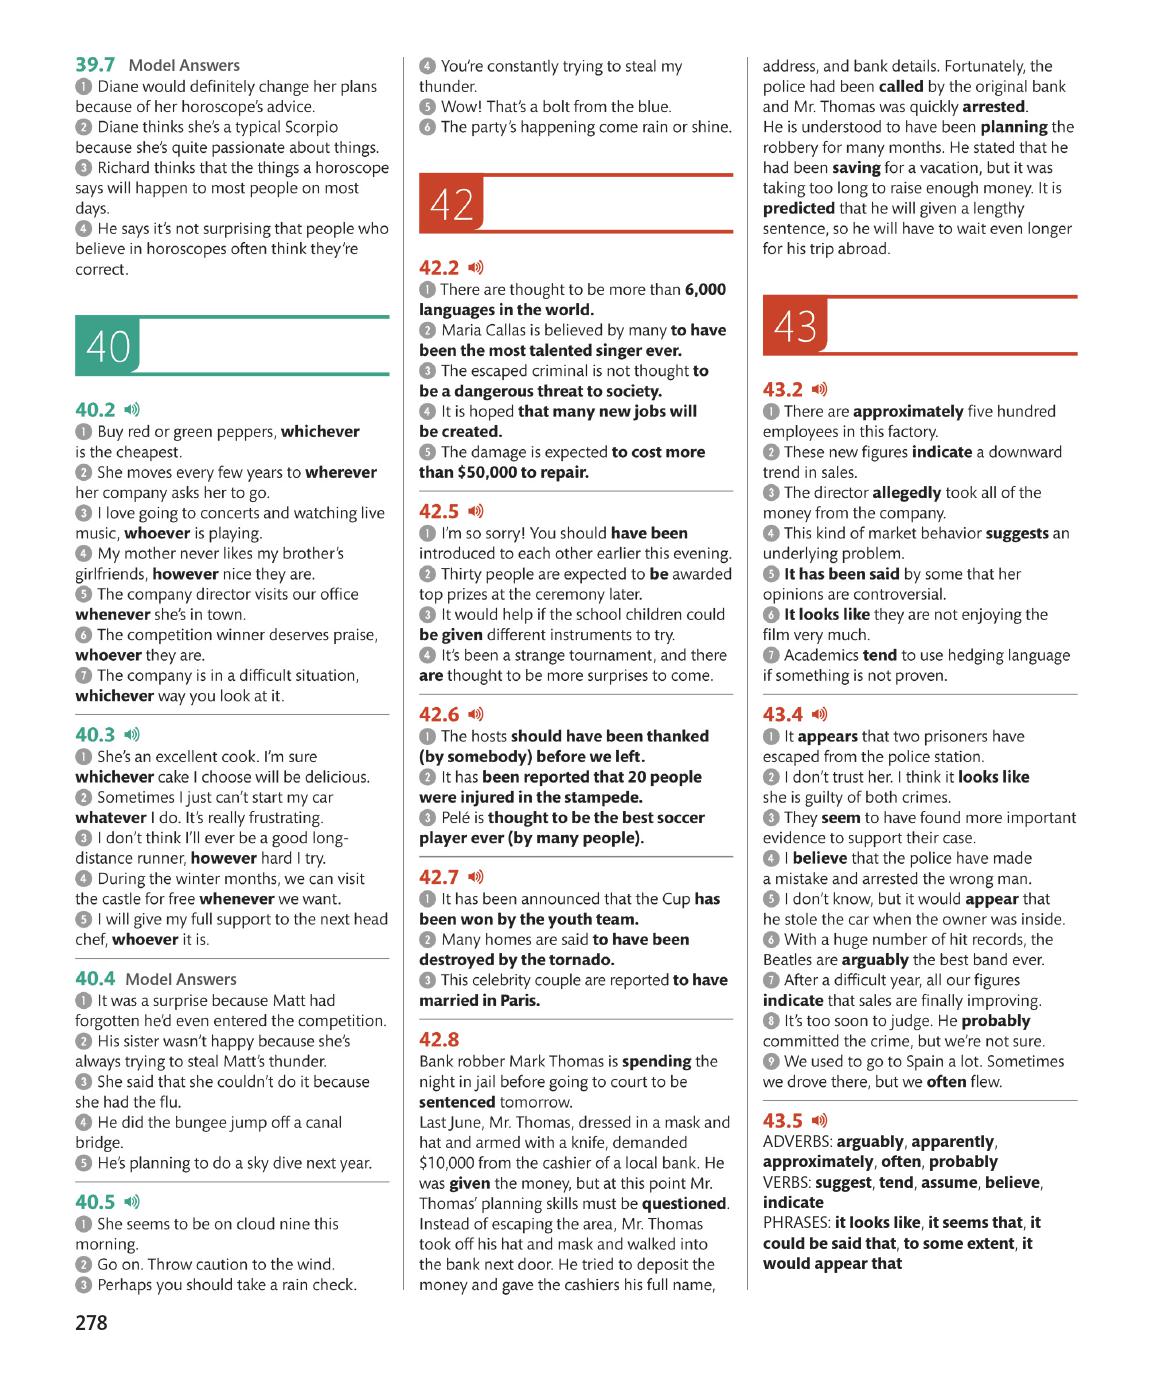 39.7 Model Answers
1 Diane would definitely change her plans
because of her horoscope's advice.
2 Diane thinks she's a typical Scorpio
because she's quite passionate about things.
3 Richard thinks that the things a horoscope
says will happen to most people on most
days.
4 He says it's not surprising that people who
believe in horoscopes often think they're
correct.
40
40.2
1 Buy red or green peppers, whichever
is the cheapest.
2 She moves every few years to wherever
her company asks her to go.
3 I love going to concerts and watching live
music, whoever is playing.
4 My mother never likes my brother's
girlfriends, however nice they are.
5 The company director visits our office
whenever she's in town.
6 The competition winner deserves praise,
whoever they are.
7 The company is in a difficult situation,
whichever way you look at it.
40.3
1 She's an excellent cook. I'm sure
whichever cake I choose will be delicious.
2 Sometimes I just can't start my car
whatever I do. It's really frustrating.
3 I don't think I'll ever be a good long-
distance runner, however hard I try.
4 During the winter months, we can visit
the castle for free whenever we want.
5 I will give my full support to the next head
chef, whoever it is.
40.4 Model Answers
1 It was a surprise because Matt had
forgotten he'd even entered the competition.
2 His sister wasn't happy because she's
always trying to steal Matt's thunder.
3 She said that she couldn't do it because
she had the flu.
4 He did the bungee jump off a canal
bridge.
5 He's planning to do a sky dive next year.
40.5
1 She seems to be on cloud nine this
morning.
2 Go on. Throw caution to the wind.
3 Perhaps you should take a rain check.
4 You're constantly trying to steal my
thunder.
5 Wow! That's a bolt from the blue.
6 The party's happening come rain or shine.
42
42.2
1 There are thought to be more than 6,000
languages in the world.
2 Maria Callas is believed by many to have
been the most talented singer ever.
3 The escaped criminal is not thought to
be a dangerous threat to society.
4 It is hoped that many new jobs will
be created.
5 The damage is expected to cost more
than $50,000 to repair.
42.5
1 I'm so sorry! You should have been
introduced to each other earlier this evening.
2 Thirty people are expected to be awarded
top prizes at the ceremony later.
3 It would help if the school children could
be given different instruments to try.
4 It's been a strange tournament, and there
are thought to be more surprises to come.
42.6
1 The hosts should have been thanked
(by somebody) before we left.
2 It has been reported that 20 people
were injured in the stampede.
3 Pelé is thought to be the best soccer
player ever (by many people).
42.7
1 It has been announced that the Cup has
been won by the youth team.
2 Many homes are said to have been
destroyed by the tornado.
3 This celebrity couple are reported to have
married in Paris.
42.8
Bank robber Mark Thomas is spending the
night in jail before going to court to be
sentenced tomorrow.
Last June, Mr. Thomas, dressed in a mask and
hat and armed with a knife, demanded
$10,000 from the cashier of a local bank. He
was given the money, but at this point Mr.
Thomas' planning skills must be questioned.
Instead of escaping the area, Mr. Thomas
took off his hat and mask and walked into
the bank next door. He tried to deposit the
money and gave the cashiers his full name,
address, and bank details. Fortunately, the
police had been called by the original bank
and Mr. Thomas was quickly arrested.
He is understood to have been planning the
robbery for many months. He stated that he
had been saving for a vacation, but it was
taking too long to raise enough money. It is
predicted that he will given a lengthy
sentence, so he will have to wait even longer
for his trip abroad.
43
43.2
1 There are approximately five hundred
employees in this factory.
2 These new figures indicate a downward
trend in sales.
3 The director allegedly took all of the
money from the company.
4 This kind of market behavior suggests an
underlying problem.
5 It has been said by some that her
opinions are controversial.
6 It looks like they are not enjoying the
film very much.
7 Academics tend to use hedging language
if something is not proven.
43.4
1 It appears that two prisoners have
escaped from the police station.
2 I don't trust her. I think it looks like
she is guilty of both crimes.
3 They seem to have found more important
evidence to support their case.
4 I believe that the police have made
a mistake and arrested the wrong man.
5 I don't know, but it would appear that
he stole the car when the owner was inside.
6 With a huge number of hit records, the
Beatles are arguably the best band ever.
7 After a difficult year, all our figures
indicate that sales are finally improving.
8 It's too soon to judge. He probably
committed the crime, but we're not sure.
9 We used to go to Spain a lot. Sometimes
we drove there, but we often flew.
43.5
ADVERBS: arguably, apparently,
approximately, often, probably
VERBS: suggest, tend, assume, believe,
indicate
PHRASES: it looks like, it seems that, it
could be said that, to some extent, it
would appear that
278